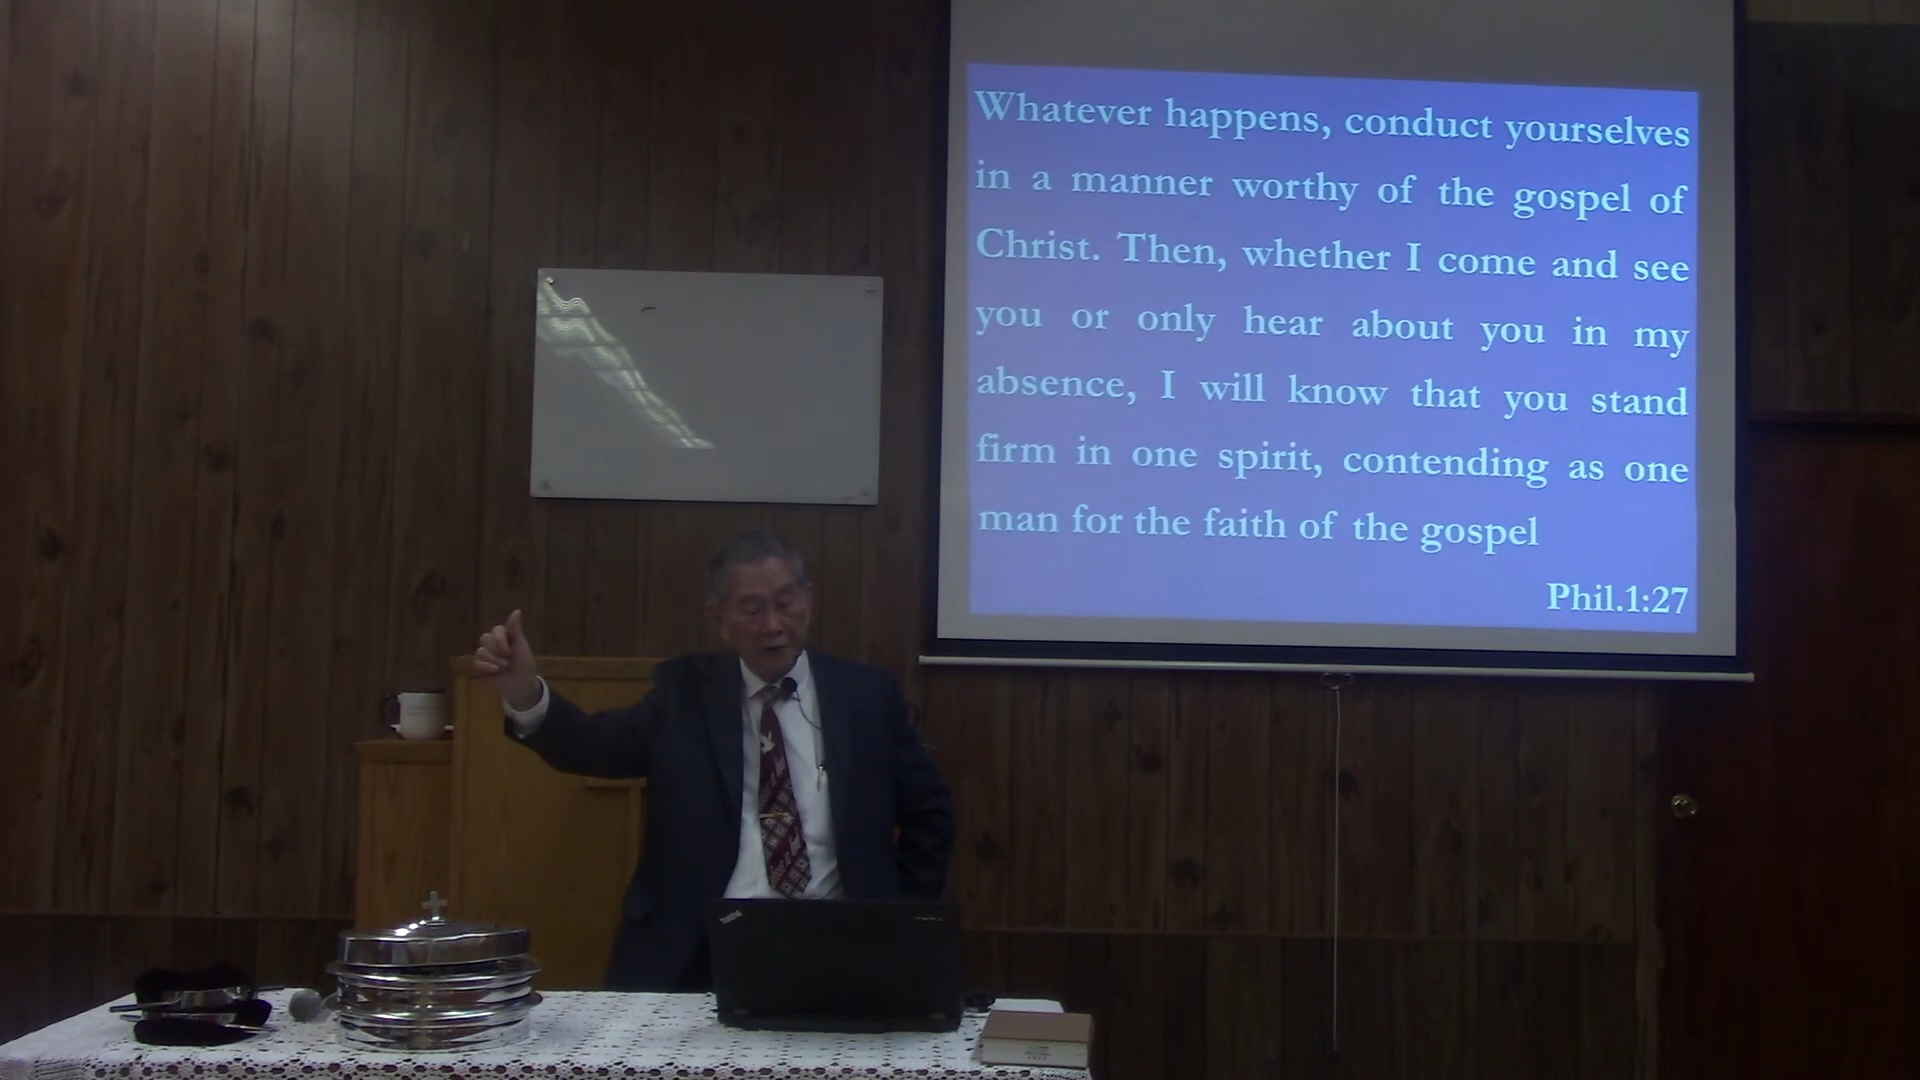 Whatever happens, conduct yourselves
in a manner worthy of the gospel of
Christ. Then, whether I come and see
you or only hear about you in my
absence, I will know that you stand
firm in one spirit, contending as one
man for the faith of the gospel
Phil.1:27
ThinkPad